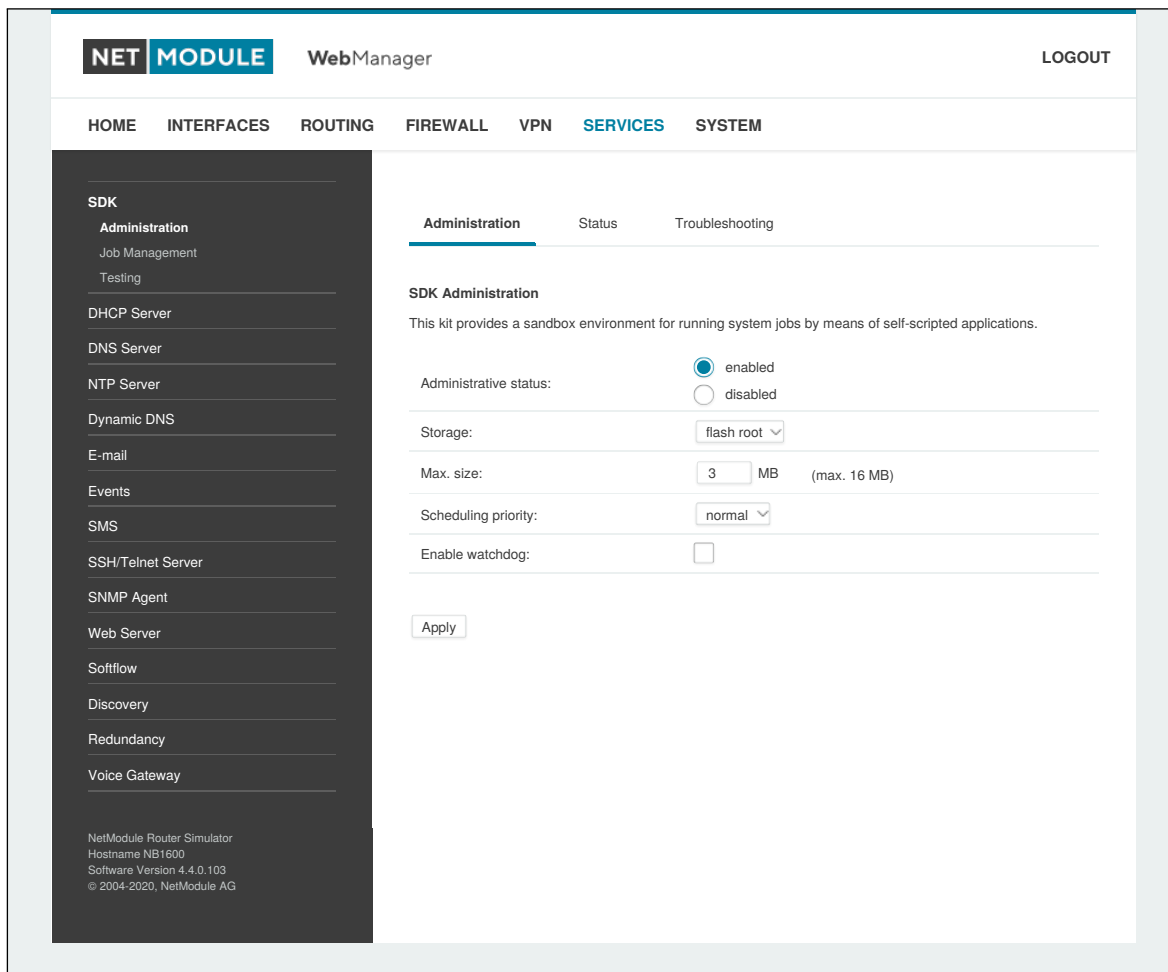 NET MODULE WebManager LOGOUT
HOME INTERFACES ROUTING FIREWALL VPN SERVICES SYSTEM
SDK
Administration
Job Management
Testing
DHCP Server
DNS Server
NTP Server
Dynamic DNS
E-mail
Events
SMS
SSH/Telnet Server
SNMP Agent
Web Server
Softflow
Discovery
Redundancy
Voice Gateway
NetModule Router Simulator
Hostname NB1600
Software Version 4.4.0.103
© 2004-2020, NetModule AG
Administration Status Troubleshooting
SDK Administration
This kit provides a sandbox environment for running system jobs by means of self-scripted applications.
Administrative status:
enabled
disabled
Storage: flash root
Max. size: 3 MB (max. 16 MB)
Scheduling priority: normal
Enable watchdog:
Apply